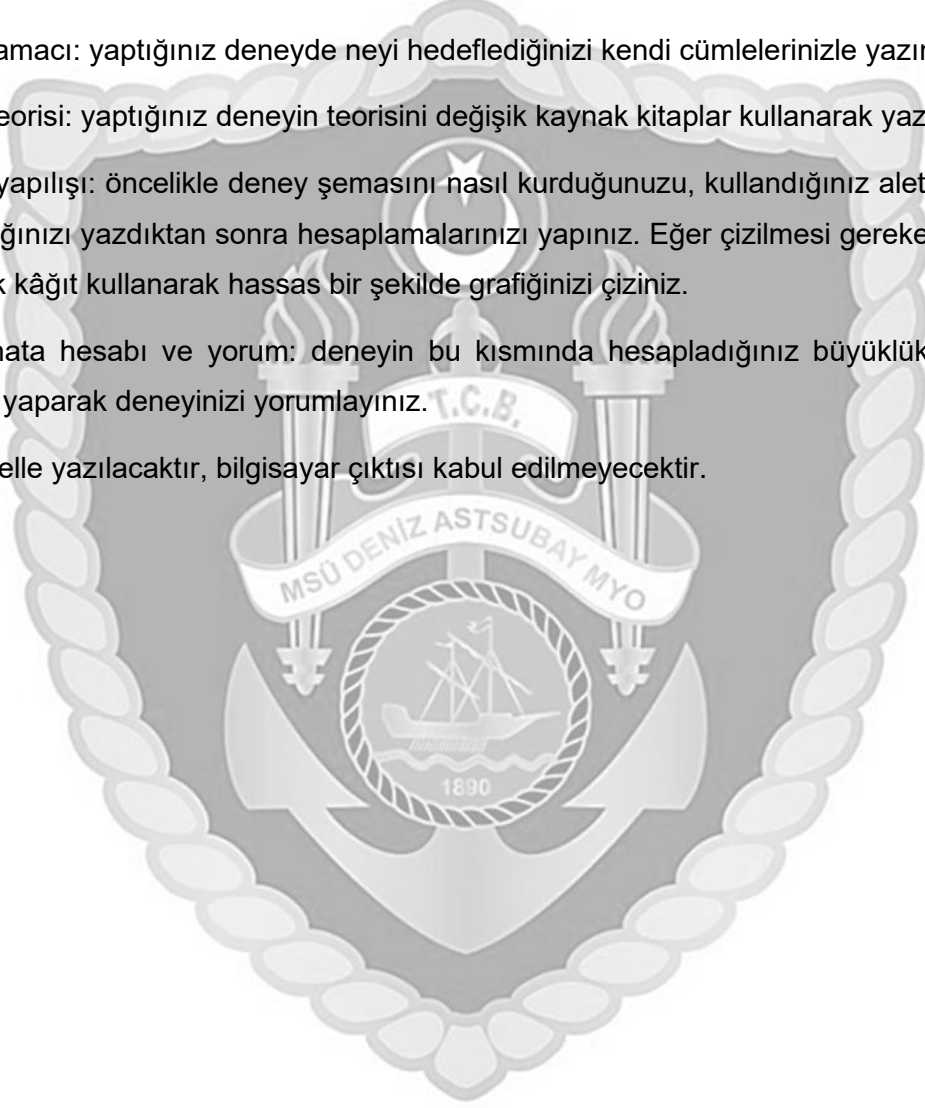 amacı: yaptığınız deneyde neyi hedeflediğinizi kendi cümlelerinizle yazın
eorisi: yaptığınız deneyin teorisini değişik kaynak kitaplar kullanarak yaz
yapılışı: öncelikle deney şemasını nasıl kurduğunuzu, kullandığınız alet
ğınızı yazdıktan sonra hesaplamalarınızı yapınız. Eğer çizilmesi gereke
k kâğıt kullanarak hassas bir şekilde grafiğinizi çiziniz.
hata hesabı ve yorum: deneyin bu kısmında hesapladığınız büyüklük
yaparak deneyinizi yorumlayınız.
elle yazılacaktır, bilgisayar çıktısı kabul edilmeyecektir.
T.C.B.
MSÜ DENİZ ASTSUBAY MYO
1890